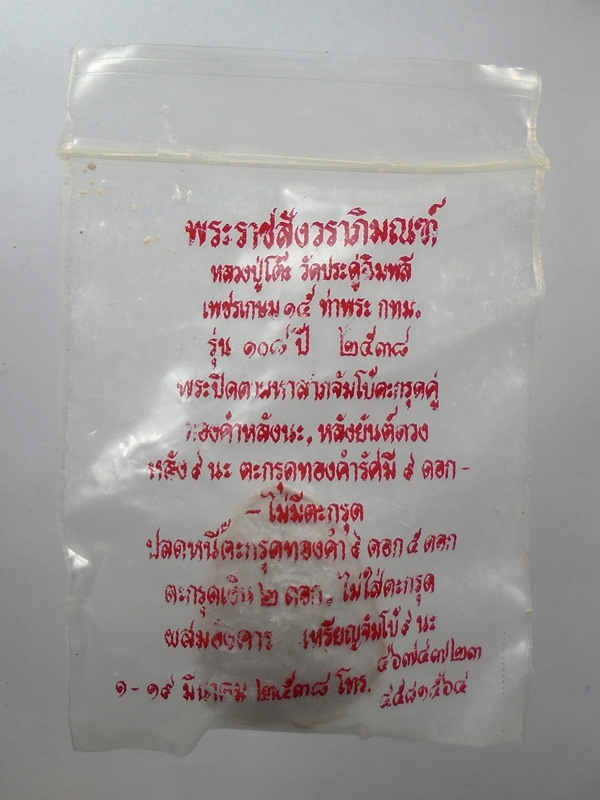 พระราชสังวราภิมณฑ์
หลวงปู่โต๊ะ วัดประดู่ฉิมพลี
เพชรเกษม ๑๕ ท่าพระ กทม.
รุ่น ๑๐๘ ปี ๒๕๓๘
พระปิดตามหาลาภจัมโบ้ตะกรุดคู่
ทองคำหลังนะ, หลังยันต์ดวง
หลัง ๙ นะ ตะกรุดทองคำรัศมี ๙ ดอก -
- ไม่มีตะกรุด
ปลดหนี้ตะกรุดทองคำ ๙ ดอก ๕ ดอก
ตะกรุดเงิน ๒ ดอก, ไม่ใส่ตะกรุด
ผสมอังคาร เหรียญจัมโบ้ ๙ นะ
๑ - ๑๙ มีนาคม ๒๕๓๘ โทร.
๔๕๘๑๕๖๔